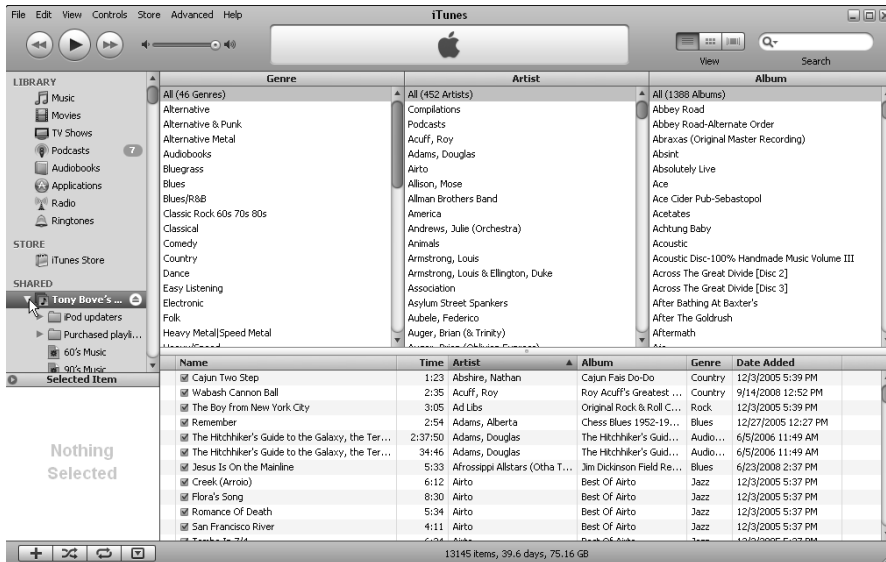 File Edit View Controls Store Advanced Help
iTunes
View
Search
LIBRARY
Music
Movies
TV Shows
Podcasts 7
Audiobooks
Applications
Radio
Ringtones
STORE
iTunes Store
SHARED
Tony Bove's ...
iPod updaters
Purchased playli...
60's Music
90's Music
Selected Item
Nothing
Selected
Genre
All (46 Genres)
Alternative
Alternative & Punk
Alternative Metal
Audiobooks
Bluegrass
Blues
Blues/R&B
Classic Rock 60s 70s 80s
Classical
Comedy
Country
Dance
Easy Listening
Electronic
Folk
Heavy Metal|Speed Metal
Artist
All (452 Artists)
Compilations
Podcasts
Acuff, Roy
Adams, Douglas
Airto
Allison, Mose
Allman Brothers Band
America
Andrews, Julie (Orchestra)
Animals
Armstrong, Louis
Armstrong, Louis & Ellington, Duke
Association
Asylum Street Spankers
Aubele, Federico
Auger, Brian (& Trinity)
Album
All (1388 Albums)
Abbey Road
Abbey Road-Alternate Order
Abraxas (Original Master Recording)
Absint
Absolutely Live
Ace
Ace Cider Pub-Sebastopol
Acetates
Achtung Baby
Acoustic
Acoustic Disc-100% Handmade Music Volume III
Across The Great Divide [Disc 2]
Across The Great Divide [Disc 3]
After Bathing At Baxter's
After The Goldrush
Aftermath
Name Time Artist Album Genre Date Added
Cajun Two Step 1:23 Abshire, Nathan Cajun Fais Do-Do Country 12/3/2005 5:39 PM
Wabash Cannon Ball 2:35 Acuff, Roy Roy Acuff's Greatest ... Country 9/14/2008 12:52 PM
The Boy from New York City 3:05 Ad Libs Original Rock & Roll C... Rock 12/3/2005 5:39 PM
Remember 2:54 Adams, Alberta Chess Blues 1952-19... Blues 12/27/2005 12:27 PM
The Hitchhiker's Guide to the Galaxy, the Ter... 2:37:50 Adams, Douglas The Hitchhiker's Guid... Audio... 6/5/2006 11:49 AM
The Hitchhiker's Guide to the Galaxy, the Ter... 34:46 Adams, Douglas The Hitchhiker's Guid... Audio... 6/5/2006 11:49 AM
Jesus Is On the Mainline 5:33 Afrossippi Allstars (Otha T... Jim Dickinson Field Re... Blues 6/23/2008 2:37 PM
Creek (Arroio) 6:12 Airto Best Of Airto Jazz 12/3/2005 5:37 PM
Flora's Song 8:30 Airto Best Of Airto Jazz 12/3/2005 5:37 PM
Romance Of Death 5:34 Airto Best Of Airto Jazz 12/3/2005 5:37 PM
San Francisco River 4:11 Airto Best Of Airto Jazz 12/3/2005 5:37 PM
13145 items, 39.6 days, 75.16 GB